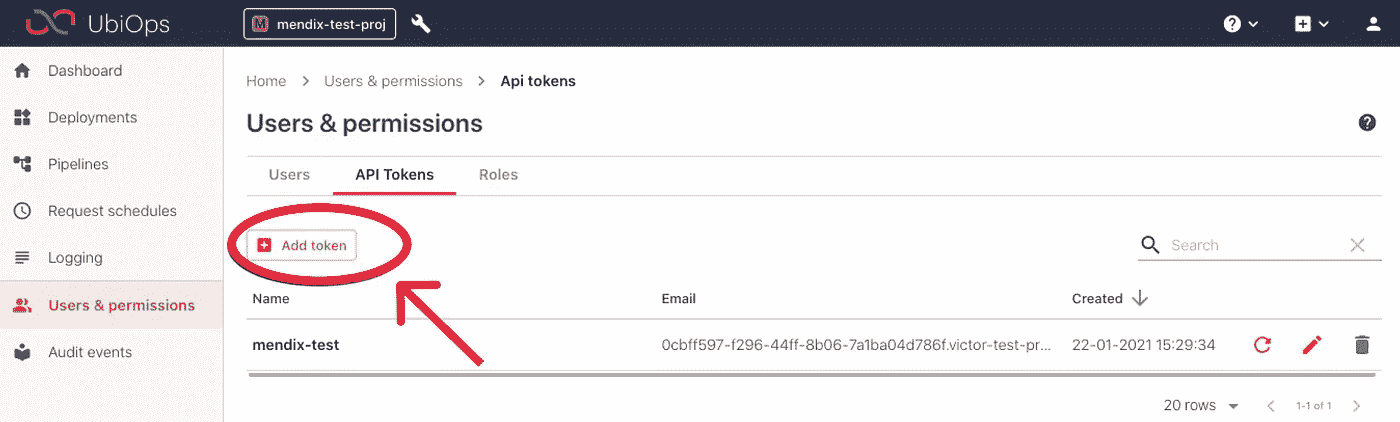 UbiOps
mendix-test-proj
Dashboard
Deployments
Pipelines
Request schedules
Logging
Users & permissions
Audit events
Home > Users & permissions > Api tokens
Users & permissions
Users API Tokens Roles
Add token
Search
Name Email Created
mendix-test 0cbff597-f296-44ff-8b06-7a1ba04d786f.victor-test-pr... 22-01-2021 15:29:34
20 rows 1-1 of 1